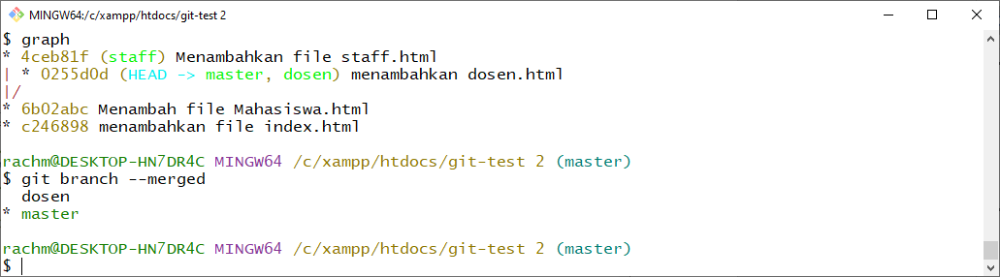 MINGW64:/c/xampp/htdocs/git-test 2
$ graph
* 4ceb81f (staff) Menambahkan file staff.html
| * 0255d0d (HEAD -> master, dosen) menambahkan dosen.html
|/
* 6b02abc Menambah file Mahasiswa.html
* c246898 menambahkan file index.html
rachm@DESKTOP-HN7DR4C MINGW64 /c/xampp/htdocs/git-test 2 (master)
$ git branch --merged
  dosen
* master
rachm@DESKTOP-HN7DR4C MINGW64 /c/xampp/htdocs/git-test 2 (master)
$